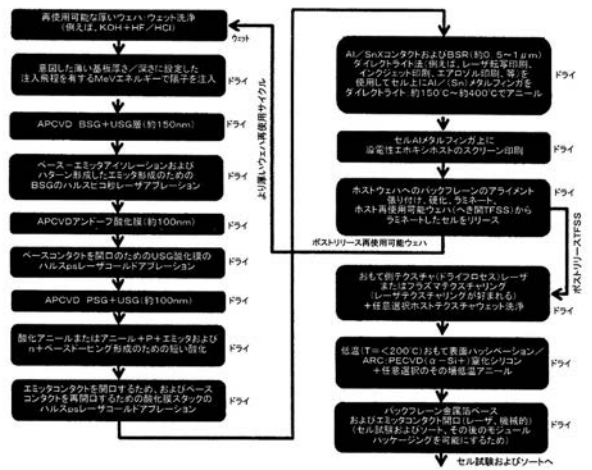 再使用可能な厚いウェハ:ウェット洗浄
(例えば、KOH+HF/HCl)
ウェット
意図した薄い基板厚さ/深さに設定した
注入飛程を有するMeVエネルギーで陽子を注入
ドライ
APCVD BSG+USG層(約150nm)
ドライ
ベースーエミッタアイソレーションおよび
パターン形成したエミッタ形成のための
BSGのパルスピコ秒レーザアブレーション
ドライ
APCVDアンドープ酸化膜(約100nm)
ドライ
ベースコンタクトを開口のためのUSG酸化膜の
パルスpsレーザコールドアブレーション
ドライ
APCVD PSG+USG(約100nm)
ドライ
酸化アニールまたはアニール+P+エミッタおよび
n+ベースドーピング形成のための短い酸化
ドライ
エミッタコンタクトを開口するため、およびベース
コンタクトを再開口するための酸化膜スタックの
パルスpsレーザコールドアブレーション
ドライ
より厚いウェハ再使用サイクル
Al/SnXコンタクトおよびBSR(約0.5~1μm)
ダイレクトライト法(例えば、レーザ転写印刷、
インクジェット印刷、エアロゾル印刷、等)を
使用してセル上にAl/(Sn)メタルフィンガを
ダイレクトライト:約150℃~約400℃でアニール
ドライ
セルAlメタルフィンガ上に
導電性エポキシポストのスクリーン印刷
ドライ
ホストウェハへのバックプレーンのアライメント
張り付け、硬化、ラミネート、
ホスト再使用可能ウェハ(へき開TFSS)から
ラミネートしたセルをリリース
ドライ
ポストリリース再使用可能ウェハ
ポストリリースTFSS
おもて側テクスチャ(ドライプロセス)レーザ
またはプラズマテクスチャリング
(レーザテクスチャリングが好まれる)
+任意選択ポストテクスチャウェット洗浄
ドライ
低温(T=<200℃)おもて表面パッシベーション/
ARC:PECVD(α-Si+)窒化シリコン
+任意選択のその場低温アニール
ドライ
バックプレーン金属箔ベース
およびエミッタコンタクト開口(レーザ、機械的)
(セル試験およびソート、その後のモジュール
パッケージングを可能にするため)
ドライ
セル試験およびソートへ